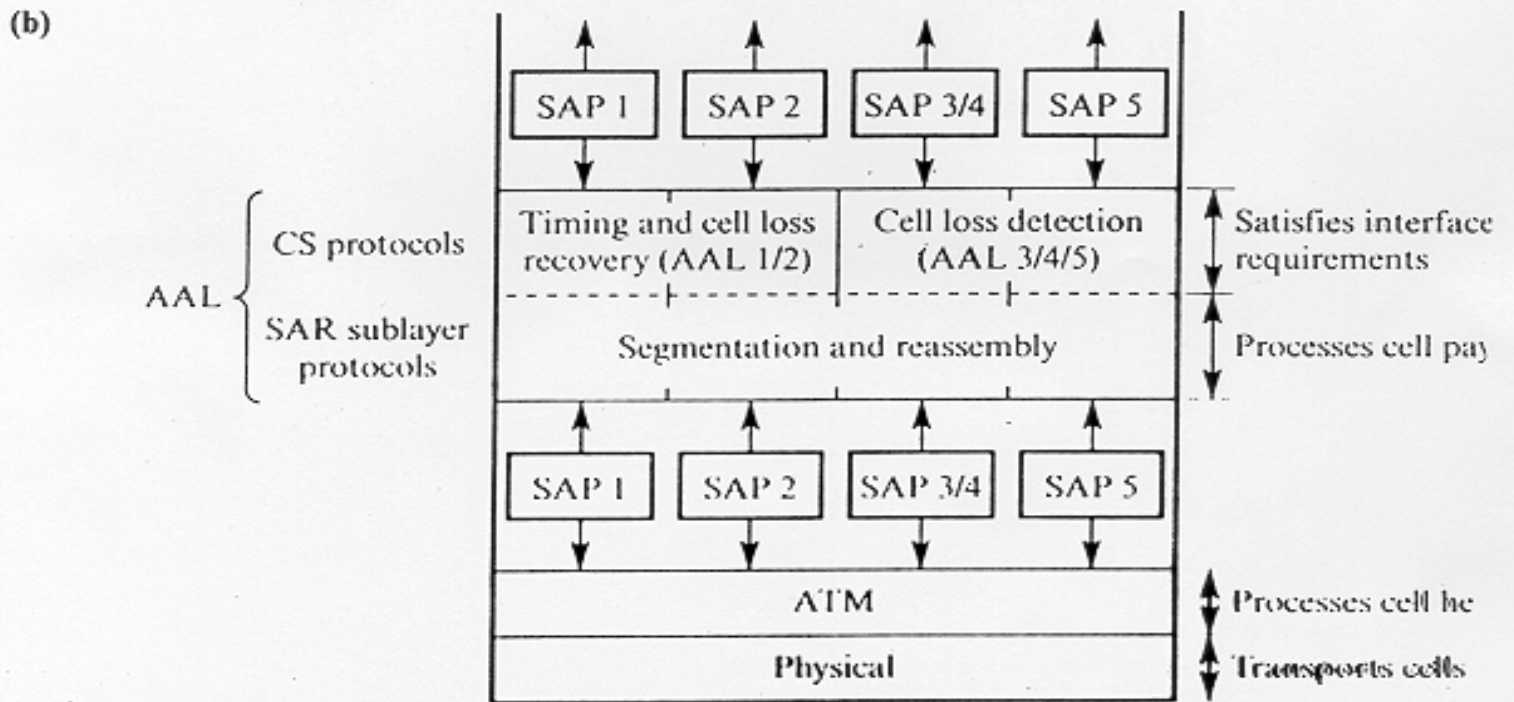 (b)
SAP 1 SAP 2 SAP 3/4 SAP 5
Timing and cell loss
recovery (AAL 1/2)
Cell loss detection
(AAL 3/4/5)
Satisfies interface
requirements
CS protocols
AAL
SAR sublayer
protocols
Segmentation and reassembly
Processes cell pay
SAP 1 SAP 2 SAP 3/4 SAP 5
ATM
Processes cell he
Physical
Transports cells